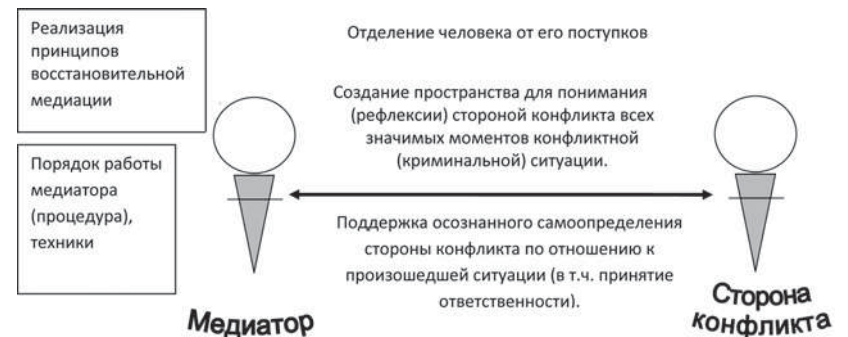 Реализация
принципов
восстановительной
медиации
Порядок работы
медиатора
(процедура),
техники
Отделение человека от его поступков
Создание пространства для понимания
(рефлексии) стороной конфликта всех
значимых моментов конфликтной
(криминальной) ситуации.
Поддержка осознанного самоопределения
стороны конфликта по отношению к
произошедшей ситуации (в т.ч. принятие
ответственности).
Медиатор
Сторона
конфликта